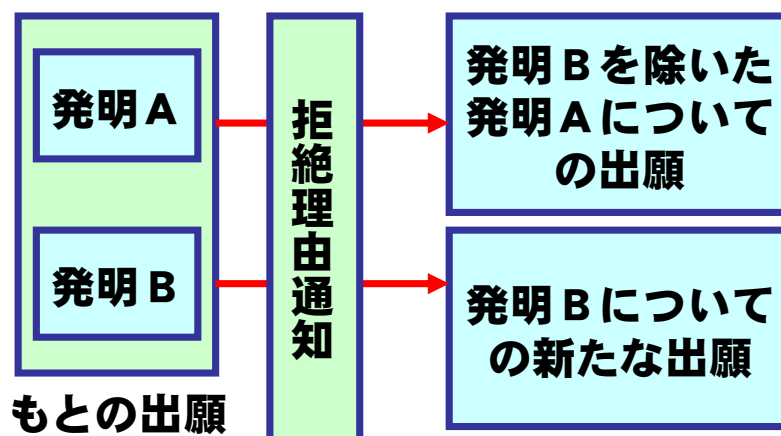 発明A
発明B
もとの出願
拒絶理由通知
発明Bを除いた
発明Aについて
の出願
発明Bについて
の新たな出願